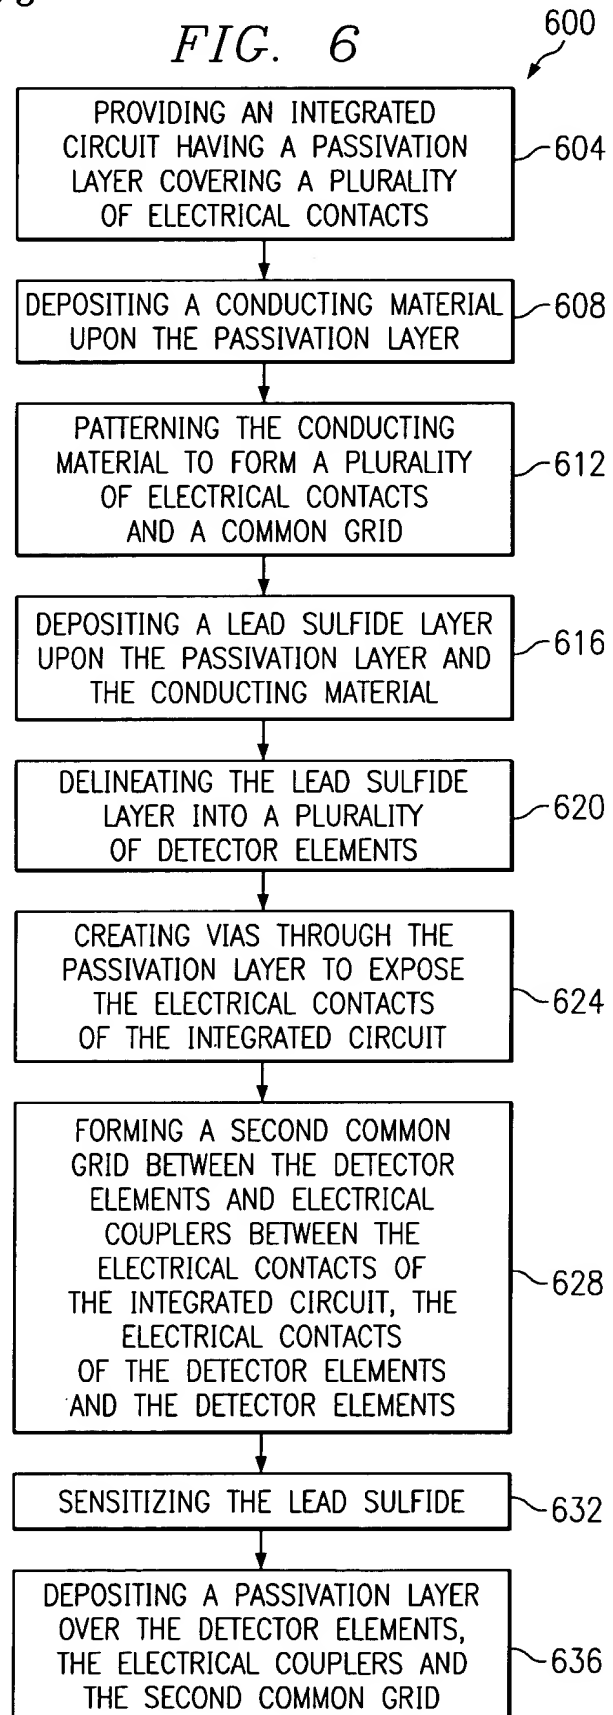 FIG. 6
600
PROVIDING AN INTEGRATED
CIRCUIT HAVING A PASSIVATION
LAYER COVERING A PLURALITY
OF ELECTRICAL CONTACTS
604
DEPOSITING A CONDUCTING MATERIAL
UPON THE PASSIVATION LAYER
608
PATTERNING THE CONDUCTING
MATERIAL TO FORM A PLURALITY
OF ELECTRICAL CONTACTS
AND A COMMON GRID
612
DEPOSITING A LEAD SULFIDE LAYER
UPON THE PASSIVATION LAYER AND
THE CONDUCTING MATERIAL
616
DELINEATING THE LEAD SULFIDE
LAYER INTO A PLURALITY
OF DETECTOR ELEMENTS
620
CREATING VIAS THROUGH THE
PASSIVATION LAYER TO EXPOSE
THE ELECTRICAL CONTACTS
OF THE INTEGRATED CIRCUIT
624
FORMING A SECOND COMMON
GRID BETWEEN THE DETECTOR
ELEMENTS AND ELECTRICAL
COUPLERS BETWEEN THE
ELECTRICAL CONTACTS OF
THE INTEGRATED CIRCUIT, THE
ELECTRICAL CONTACTS
OF THE DETECTOR ELEMENTS
AND THE DETECTOR ELEMENTS
628
SENSITIZING THE LEAD SULFIDE
632
DEPOSITING A PASSIVATION LAYER
OVER THE DETECTOR ELEMENTS,
THE ELECTRICAL COUPLERS AND
THE SECOND COMMON GRID
636